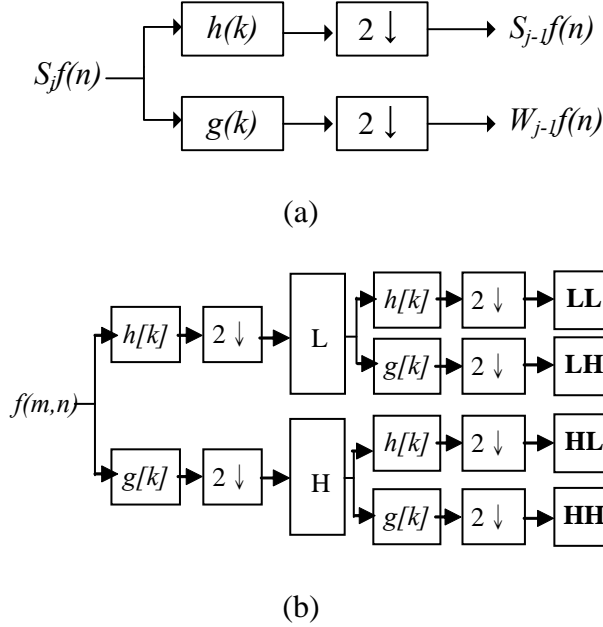 h(k) 2 ↓ S_{j-1}f(n)
S_jf(n)
g(k) 2 ↓ W_{j-1}f(n)
(a)
h[k] 2 ↓ LL
h[k] 2 ↓ L
g[k] 2 ↓ LH
f(m,n)
h[k] 2 ↓ HL
g[k] 2 ↓ H
g[k] 2 ↓ HH
(b)